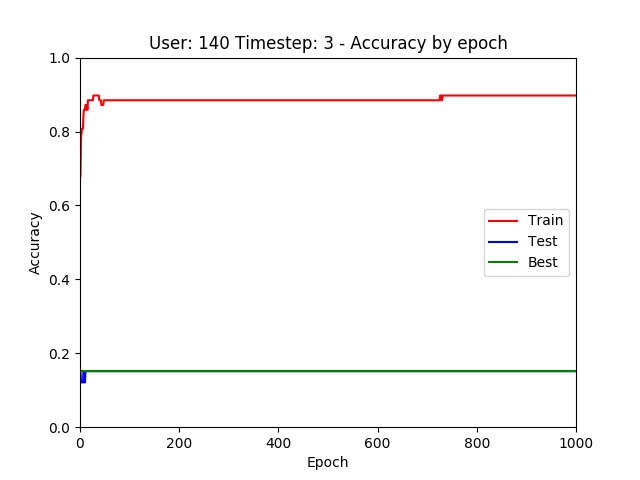 User: 140 Timestep: 3 - Accuracy by epoch
1.0
0.8
0.6
0.4
0.2
0.0
Accuracy
Train
Test
Best
0 200 400 600 800 1000
Epoch